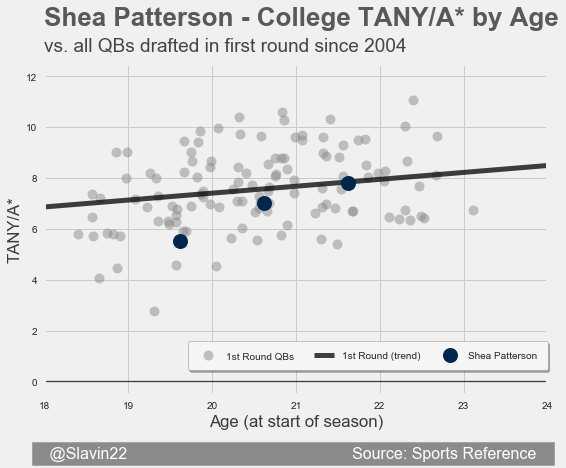 Shea Patterson - College TANY/A* by Age
vs. all QBs drafted in first round since 2004
12
10
8
6
4
2
0
TANY/A*
1st Round QBs
1st Round (trend)
Shea Patterson
18
19
20
21
22
23
24
Age (at start of season)
@Slavin22
Source: Sports Reference